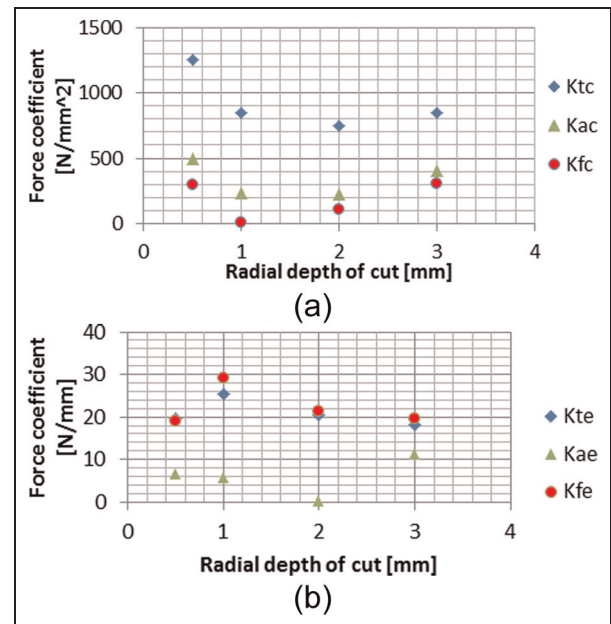 Force coefficient
[N/mm^2]
1500
1000
500
0
0 1 2 3 4
Radial depth of cut [mm]
Ktc
Kac
Kfc
(a)
Force coefficient
[N/mm]
40
30
20
10
0
0 1 2 3 4
Radial depth of cut [mm]
Kte
Kae
Kfe
(b)